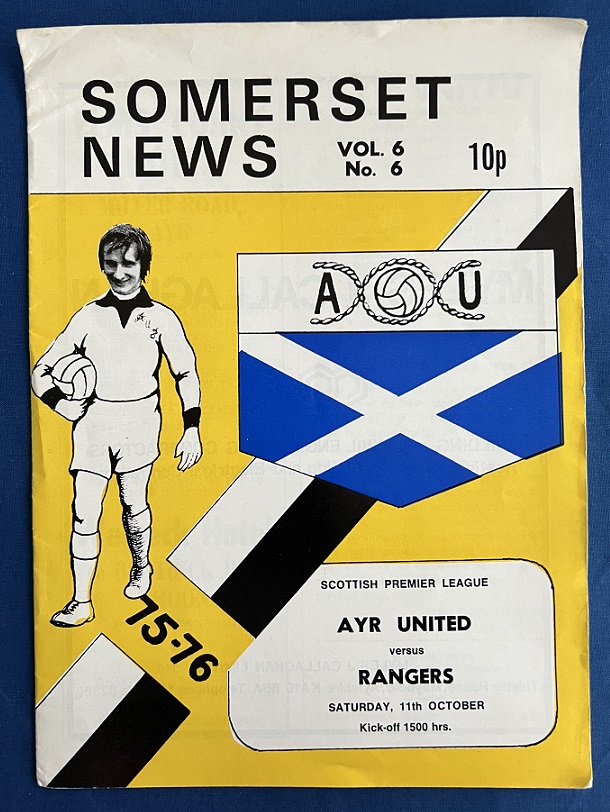 SOMERSET
NEWS
VOL. 6
No. 6
10p
A U
75-76
SCOTTISH PREMIER LEAGUE
AYR UNITED
versus
RANGERS
SATURDAY, 11th OCTOBER
Kick-off 1500 hrs.